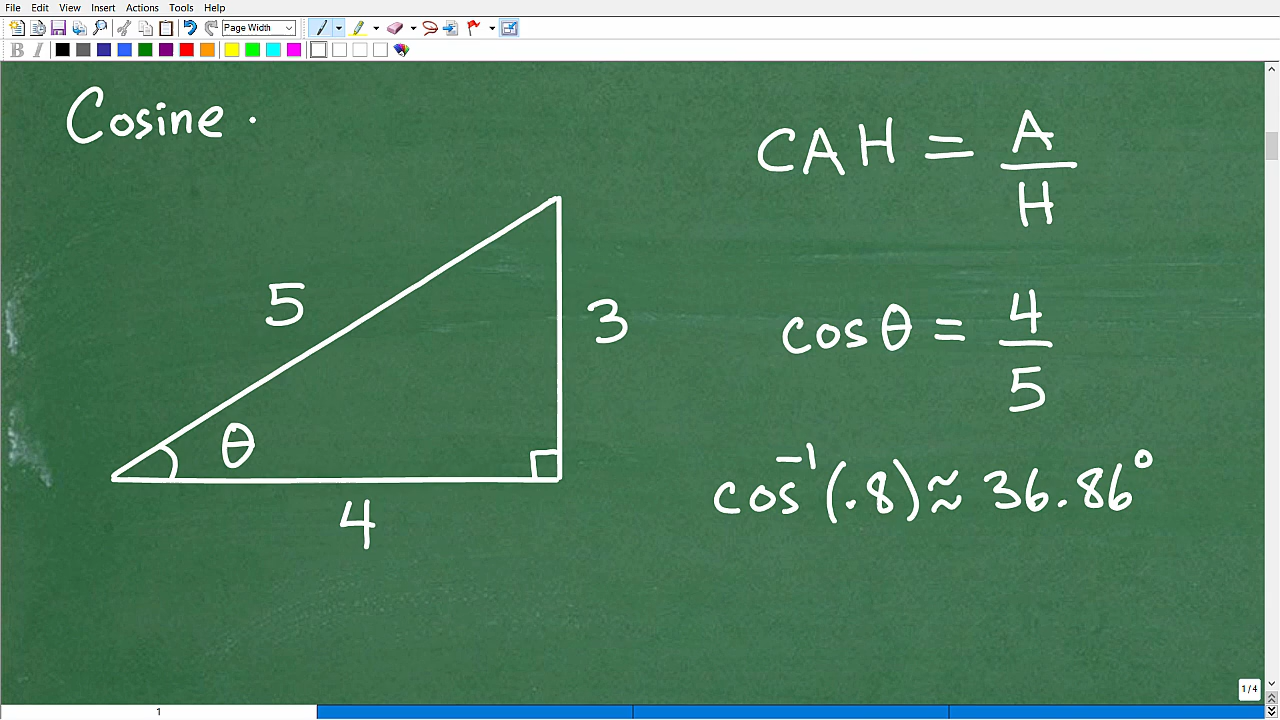 File Edit View Insert Actions Tools Help
Page Width
B I
Cosine .
CAH = A/H
5
3
cos θ = 4/5
θ
cos⁻¹(.8) ≈ 36.86°
4
1 / 4
1